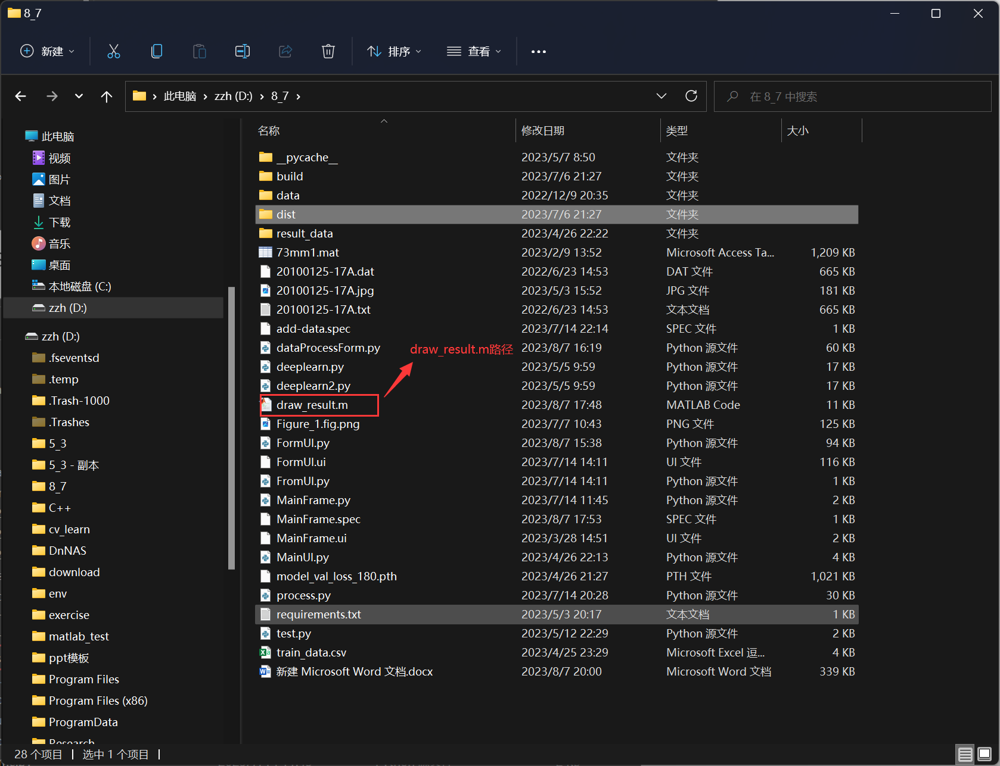 8_7
新建 排序 查看
此电脑 zzh (D:) 8_7 在 8_7 中搜索
名称 修改日期 类型 大小
此电脑
视频
图片
文档
下载
音乐
桌面
本地磁盘 (C:)
zzh (D:)
zzh (D:)
.fseventsd
.temp
.Trash-1000
.Trashes
5_3
5_3 - 副本
8_7
C++
cv_learn
DnNAS
download
env
exercise
matlab_test
ppt模板
Program Files
Program Files (x86)
ProgramData
Research
__pycache__ 2023/5/7 8:50 文件夹
build 2023/7/6 21:27 文件夹
data 2022/12/9 20:35 文件夹
dist 2023/7/6 21:27 文件夹
result_data 2023/4/26 22:22 文件夹
73mm1.mat 2023/2/9 13:52 Microsoft Access Ta... 1,209 KB
20100125-17A.dat 2022/6/23 14:53 DAT 文件 665 KB
20100125-17A.jpg 2023/5/3 15:52 JPG 文件 181 KB
20100125-17A.txt 2022/6/23 14:53 文本文档 665 KB
add-data.spec 2023/7/14 22:14 SPEC 文件 1 KB
dataProcessForm.py 2023/8/7 16:19 Python 源文件 60 KB
draw_result.m路径
deeplearn.py 2023/5/5 9:59 Python 源文件 17 KB
deeplearn2.py 2023/5/5 9:59 Python 源文件 17 KB
draw_result.m 2023/8/7 17:48 MATLAB Code 11 KB
Figure_1.fig.png 2023/7/7 10:43 PNG 文件 125 KB
FormUI.py 2023/8/7 15:38 Python 源文件 94 KB
FormUI.ui 2023/7/14 14:11 UI 文件 116 KB
FromUI.py 2023/7/14 14:11 Python 源文件 1 KB
MainFrame.py 2023/7/14 11:45 Python 源文件 2 KB
MainFrame.spec 2023/8/7 17:53 SPEC 文件 1 KB
MainFrame.ui 2023/3/28 14:51 UI 文件 2 KB
MainUI.py 2023/4/26 22:13 Python 源文件 4 KB
model_val_loss_180.pth 2023/4/26 21:27 PTH 文件 1,021 KB
process.py 2023/7/14 20:28 Python 源文件 30 KB
requirements.txt 2023/5/3 20:17 文本文档 1 KB
test.py 2023/5/12 22:29 Python 源文件 2 KB
train_data.csv 2023/4/25 23:29 Microsoft Excel 逗... 4 KB
新建 Microsoft Word 文档.docx 2023/8/7 20:00 Microsoft Word 文档 339 KB
28 个项目 选中 1 个项目